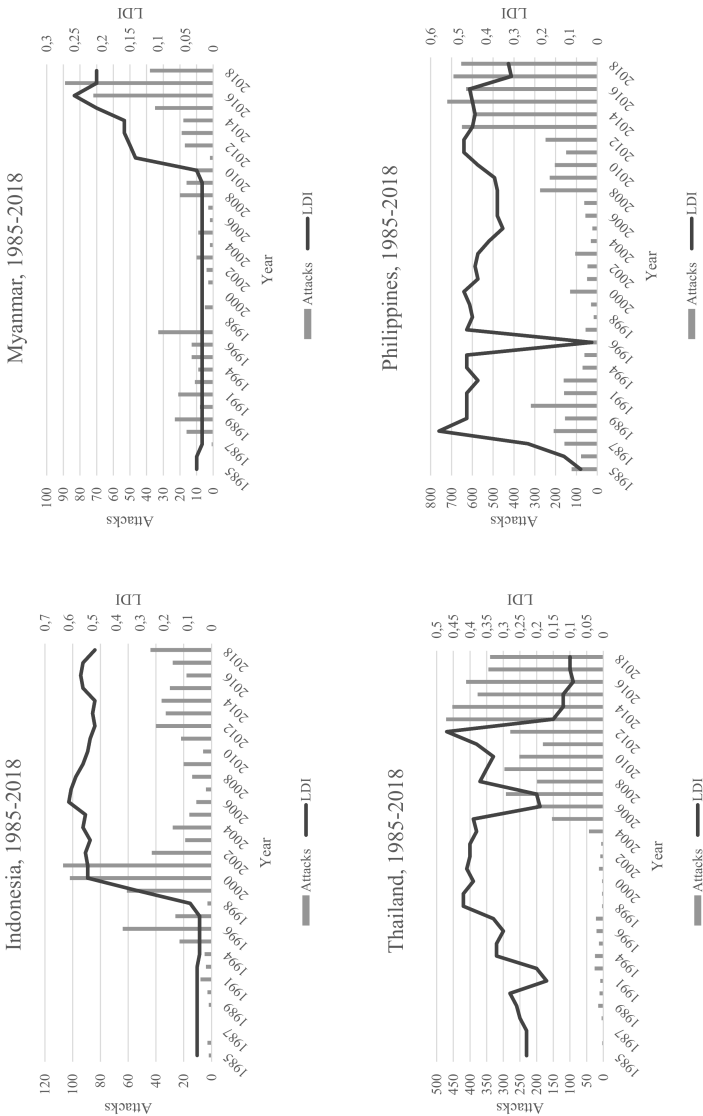 Indonesia, 1985-2018
Attacks
120
100
80
60
40
20
0
LDI
0,7
0,6
0,5
0,4
0,3
0,2
0,1
0
1985 1987 1989 1991 1994 1996 1998 2000 2002 2004 2006 2008 2010 2012 2014 2016 2018
Year
Attacks LDI
Myanmar, 1985-2018
Attacks
100
90
80
70
60
50
40
30
20
10
0
LDI
0,3
0,25
0,2
0,15
0,1
0,05
0
1985 1987 1989 1991 1994 1996 1998 2000 2002 2004 2006 2008 2010 2012 2014 2016 2018
Year
Attacks LDI
Thailand, 1985-2018
Attacks
500
450
400
350
300
250
200
150
100
50
0
LDI
0,5
0,45
0,4
0,35
0,3
0,25
0,2
0,15
0,1
0,05
0
1985 1987 1989 1991 1994 1996 1998 2000 2002 2004 2006 2008 2010 2012 2014 2016 2018
Year
Attacks LDI
Philippines, 1985-2018
Attacks
800
700
600
500
400
300
200
100
0
LDI
0,6
0,5
0,4
0,3
0,2
0,1
0
1985 1987 1989 1991 1994 1996 1998 2000 2002 2004 2006 2008 2010 2012 2014 2016 2018
Year
Attacks LDI